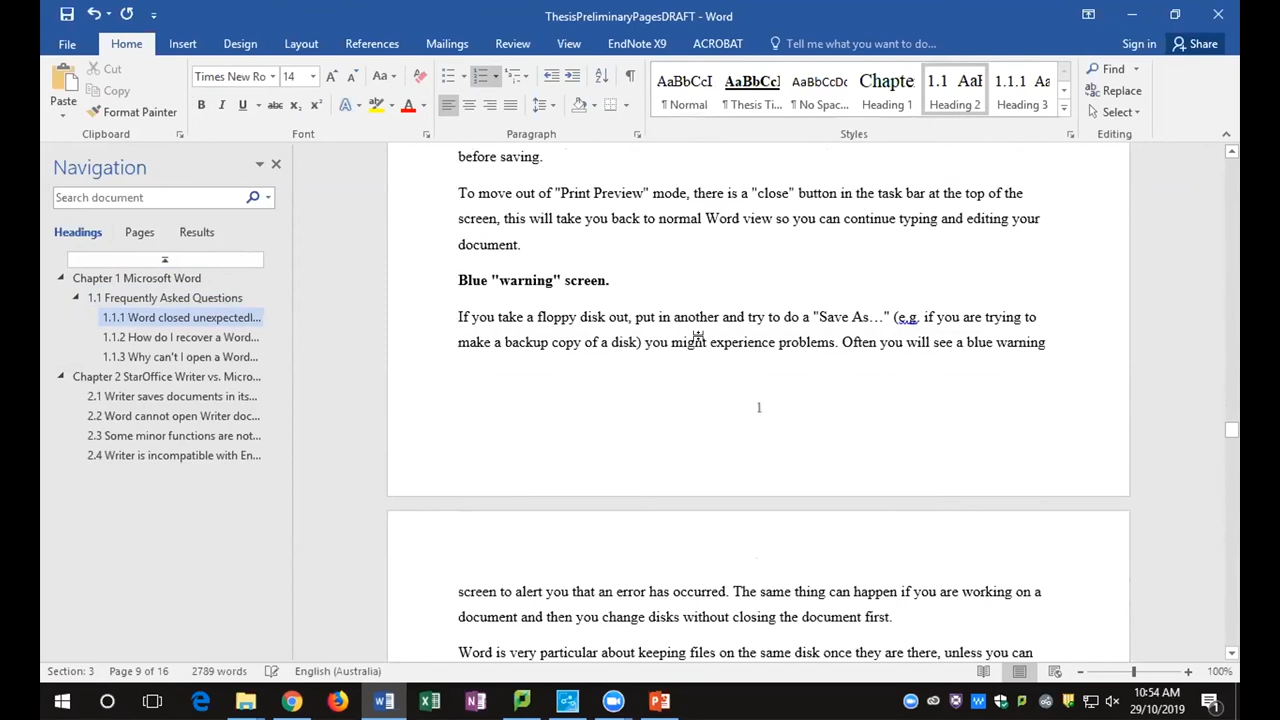 ThesisPreliminaryPagesDRAFT - Word
File Home Insert Design Layout References Mailings Review View EndNote X9 ACROBAT Tell me what you want to do... Sign in Share
Paste
Cut
Copy
Format Painter
Times New Ro 14
B I U abc x₂ x²
AaBbCcI AaBbCc AaBbCcDc Chapte 1.1 AaI 1.1.1 Aa
¶ Normal ¶ Thesis Ti... ¶ No Spac... Heading 1 Heading 2 Heading 3
Find
Replace
Select
Clipboard Font Paragraph Styles Editing
Navigation
Search document
Headings Pages Results
Chapter 1 Microsoft Word
1.1 Frequently Asked Questions
1.1.1 Word closed unexpectedl...
1.1.2 How do I recover a Word...
1.1.3 Why can't I open a Word...
Chapter 2 StarOffice Writer vs. Micro...
2.1 Writer saves documents in its...
2.2 Word cannot open Writer doc...
2.3 Some minor functions are not...
2.4 Writer is incompatible with En...
before saving.
To move out of "Print Preview" mode, there is a "close" button in the task bar at the top of the
screen, this will take you back to normal Word view so you can continue typing and editing your
document.
Blue "warning" screen.
If you take a floppy disk out, put in another and try to do a "Save As…" (e.g. if you are trying to
make a backup copy of a disk) you might experience problems. Often you will see a blue warning
1
screen to alert you that an error has occurred. The same thing can happen if you are working on a
document and then you change disks without closing the document first.
Word is very particular about keeping files on the same disk once they are there, unless you can
Section: 3 Page 9 of 16 2789 words English (Australia) 100%
10:54 AM
29/10/2019